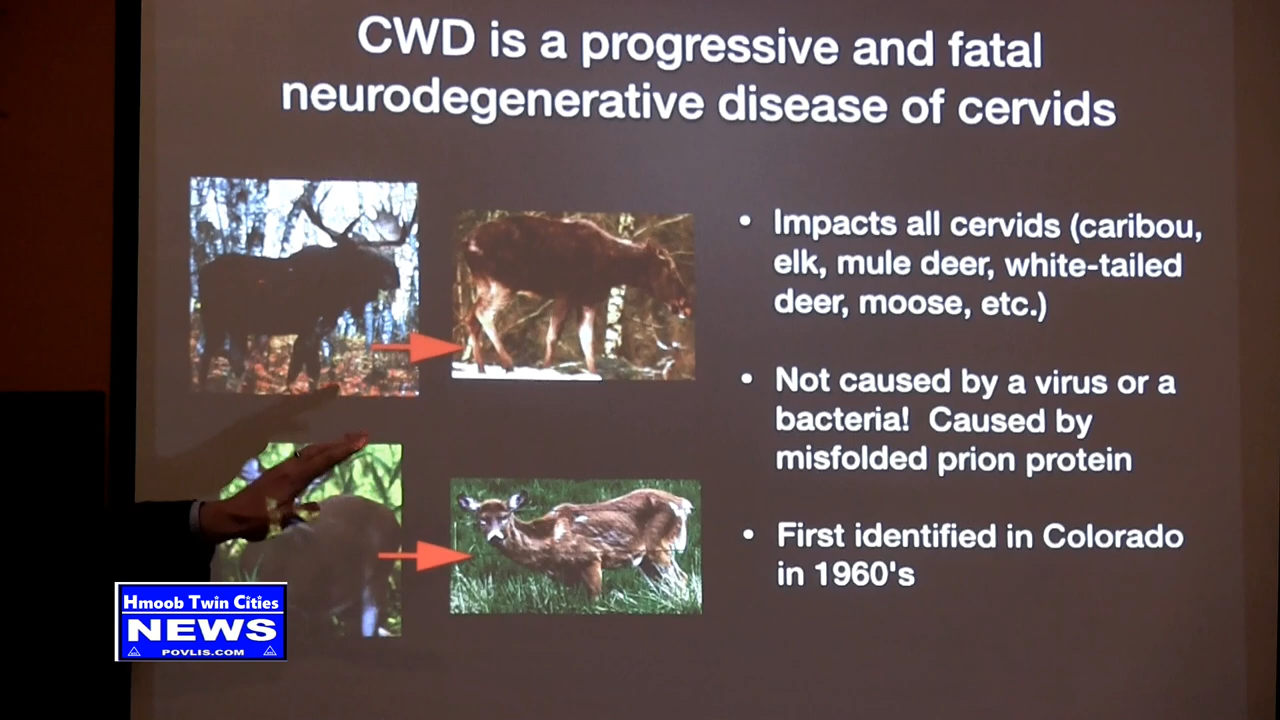 CWD is a progressive and fatal
neurodegenerative disease of cervids
• Impacts all cervids (caribou,
elk, mule deer, white-tailed
deer, moose, etc.)
• Not caused by a virus or a
bacteria! Caused by
misfolded prion protein
• First identified in Colorado
in 1960's
Hmoob Twin Cities
NEWS
POVLIS.COM